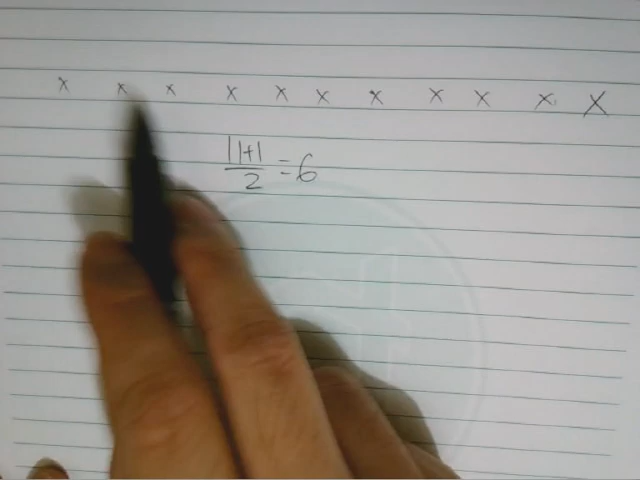 x x x x x x x x x x x
11+1
—— = 6
2